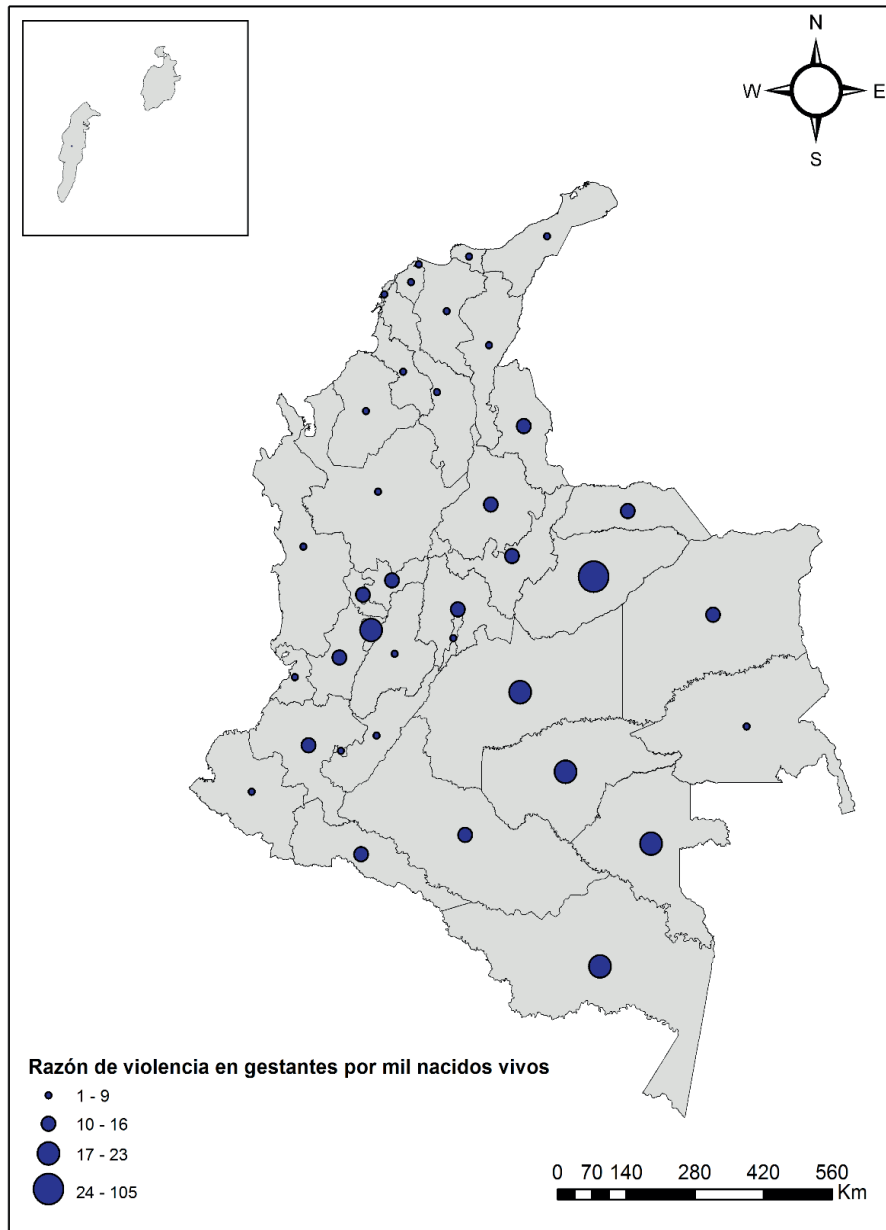 N
W E
S
Razón de violencia en gestantes por mil nacidos vivos
1 - 9
10 - 16
17 - 23
24 - 105
0 70 140 280 420 560
Km